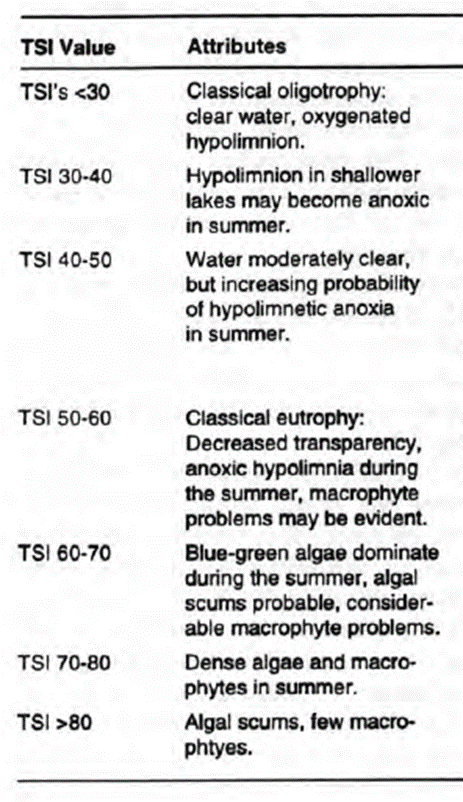 TSI Value Attributes
TSI's <30 Classical oligotrophy:
clear water, oxygenated
hypolimnion.
TSI 30-40 Hypolimnion in shallower
lakes may become anoxic
in summer.
TSI 40-50 Water moderately clear,
but increasing probability
of hypolimnetic anoxia
in summer.
TSI 50-60 Classical eutrophy:
Decreased transparency,
anoxic hypolimnia during
the summer, macrophyte
problems may be evident.
TSI 60-70 Blue-green algae dominate
during the summer, algal
scums probable, consider-
able macrophyte problems.
TSI 70-80 Dense algae and macro-
phytes in summer.
TSI >80 Algal scums, few macro-
phtyes.